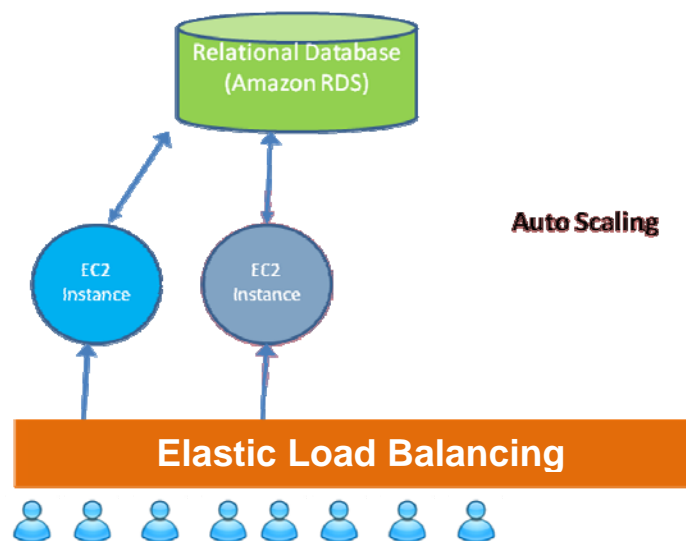 Relational Database
(Amazon RDS)
Auto Scaling
EC2
Instance
EC2
Instance
Elastic Load Balancing